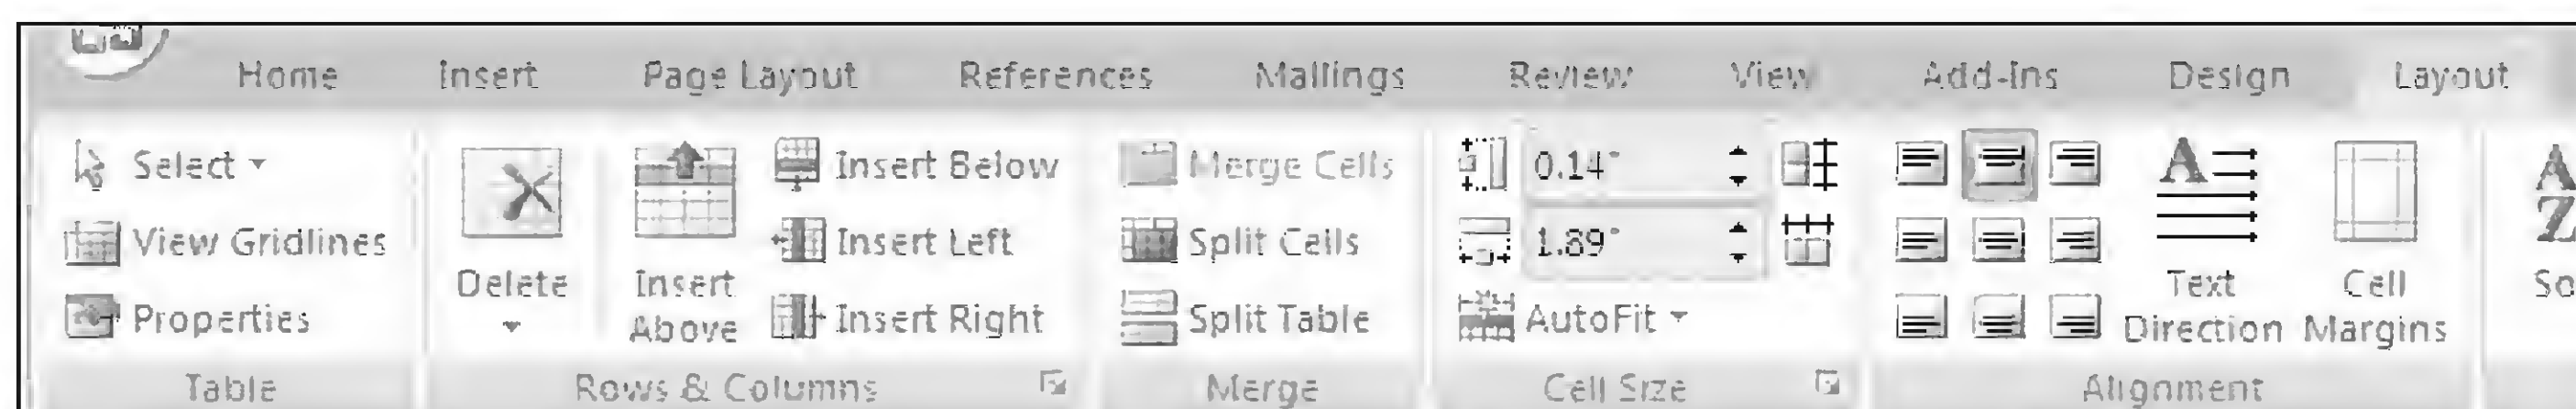 Home Insert Page Layout References Mailings Review View Add-Ins Design Layout
Select
View Gridlines
Properties
Table
Delete
Insert
Above
Insert Below
Insert Left
Insert Right
Rows & Columns
Merge Cells
Split Cells
Split Table
Merge
0.14"
1.89"
AutoFit
Cell Size
Text
Direction
Cell
Margins
Alignment
A
Z
So